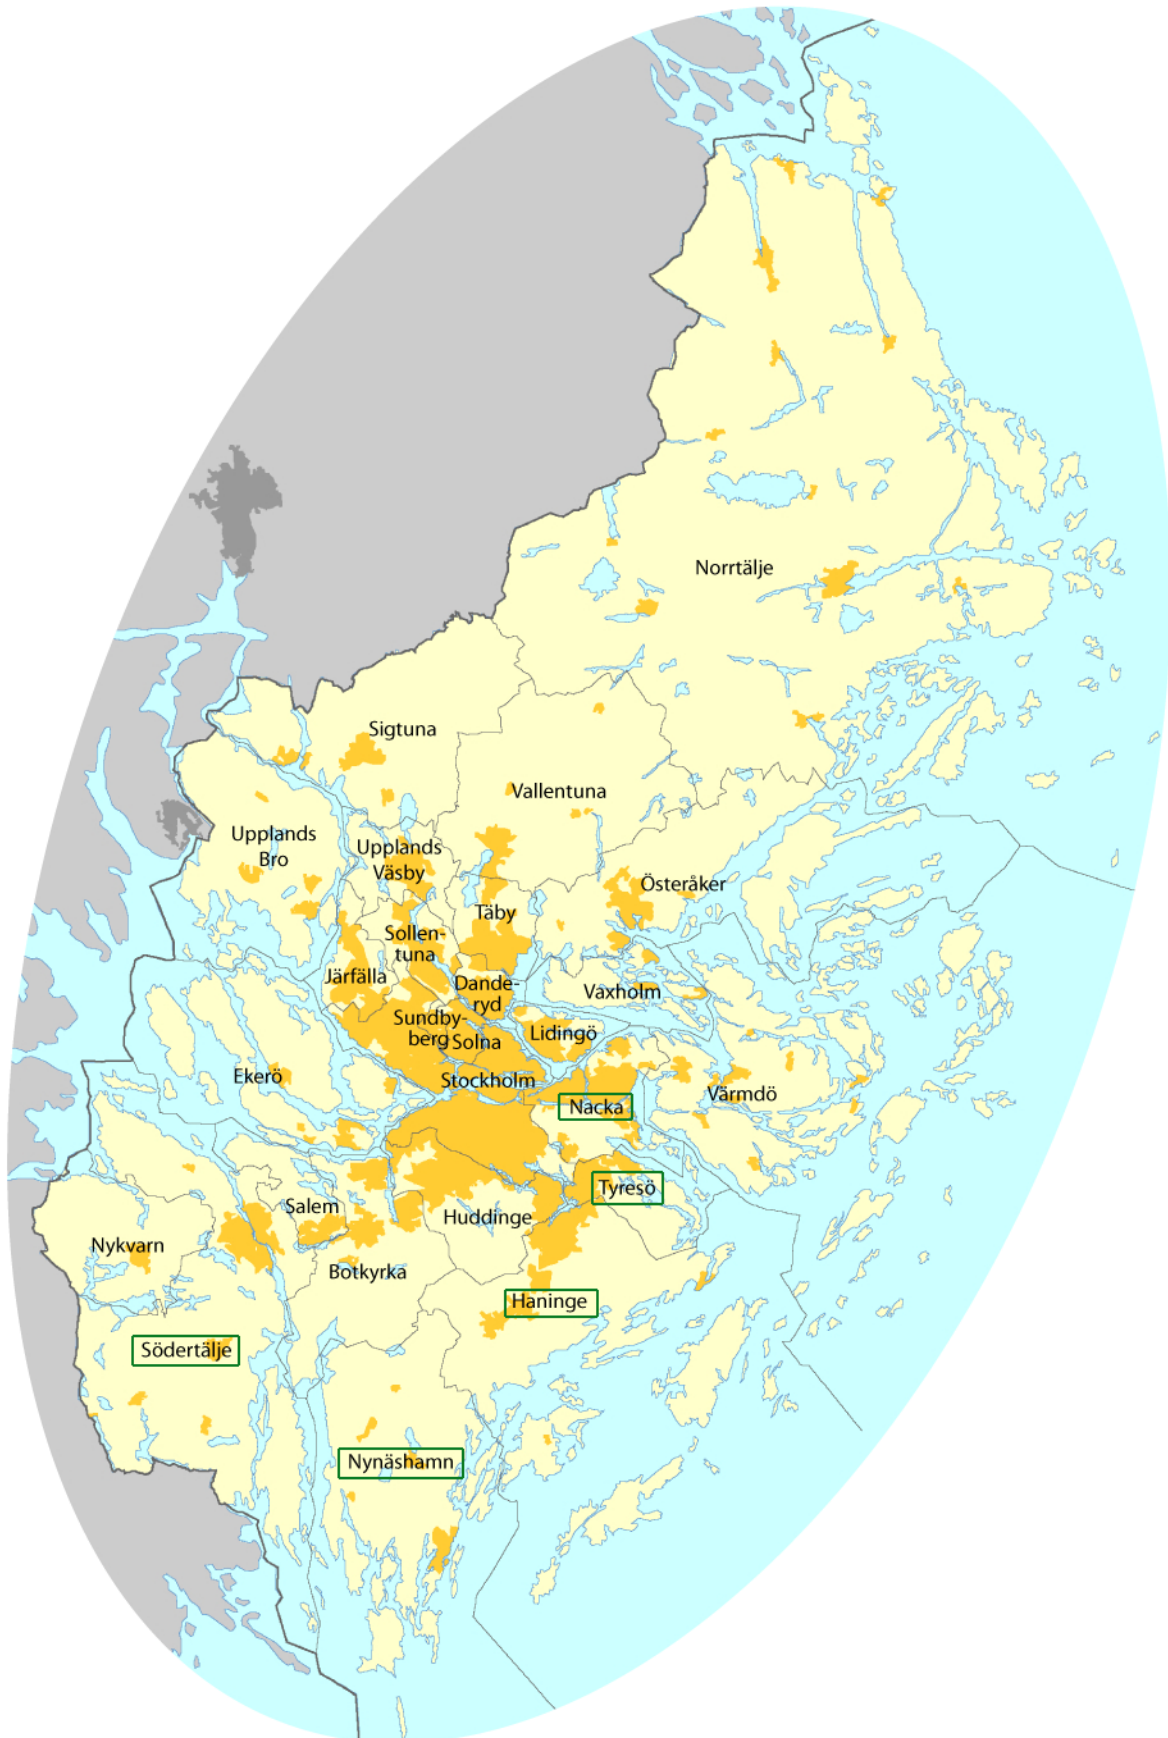 Norrtälje
Sigtuna
Vallentuna
Upplands
Bro
Upplands
Väsby
Österåker
Täby
Sollen-
tuna
Järfälla
Dande-
ryd
Vaxholm
Sundby-
berg
Solna
Lidingö
Ekerö
Stockholm
Nacka
Värmdö
Tyresö
Salem
Huddinge
Nykvarn
Botkyrka
Haninge
Södertälje
Nynäshamn